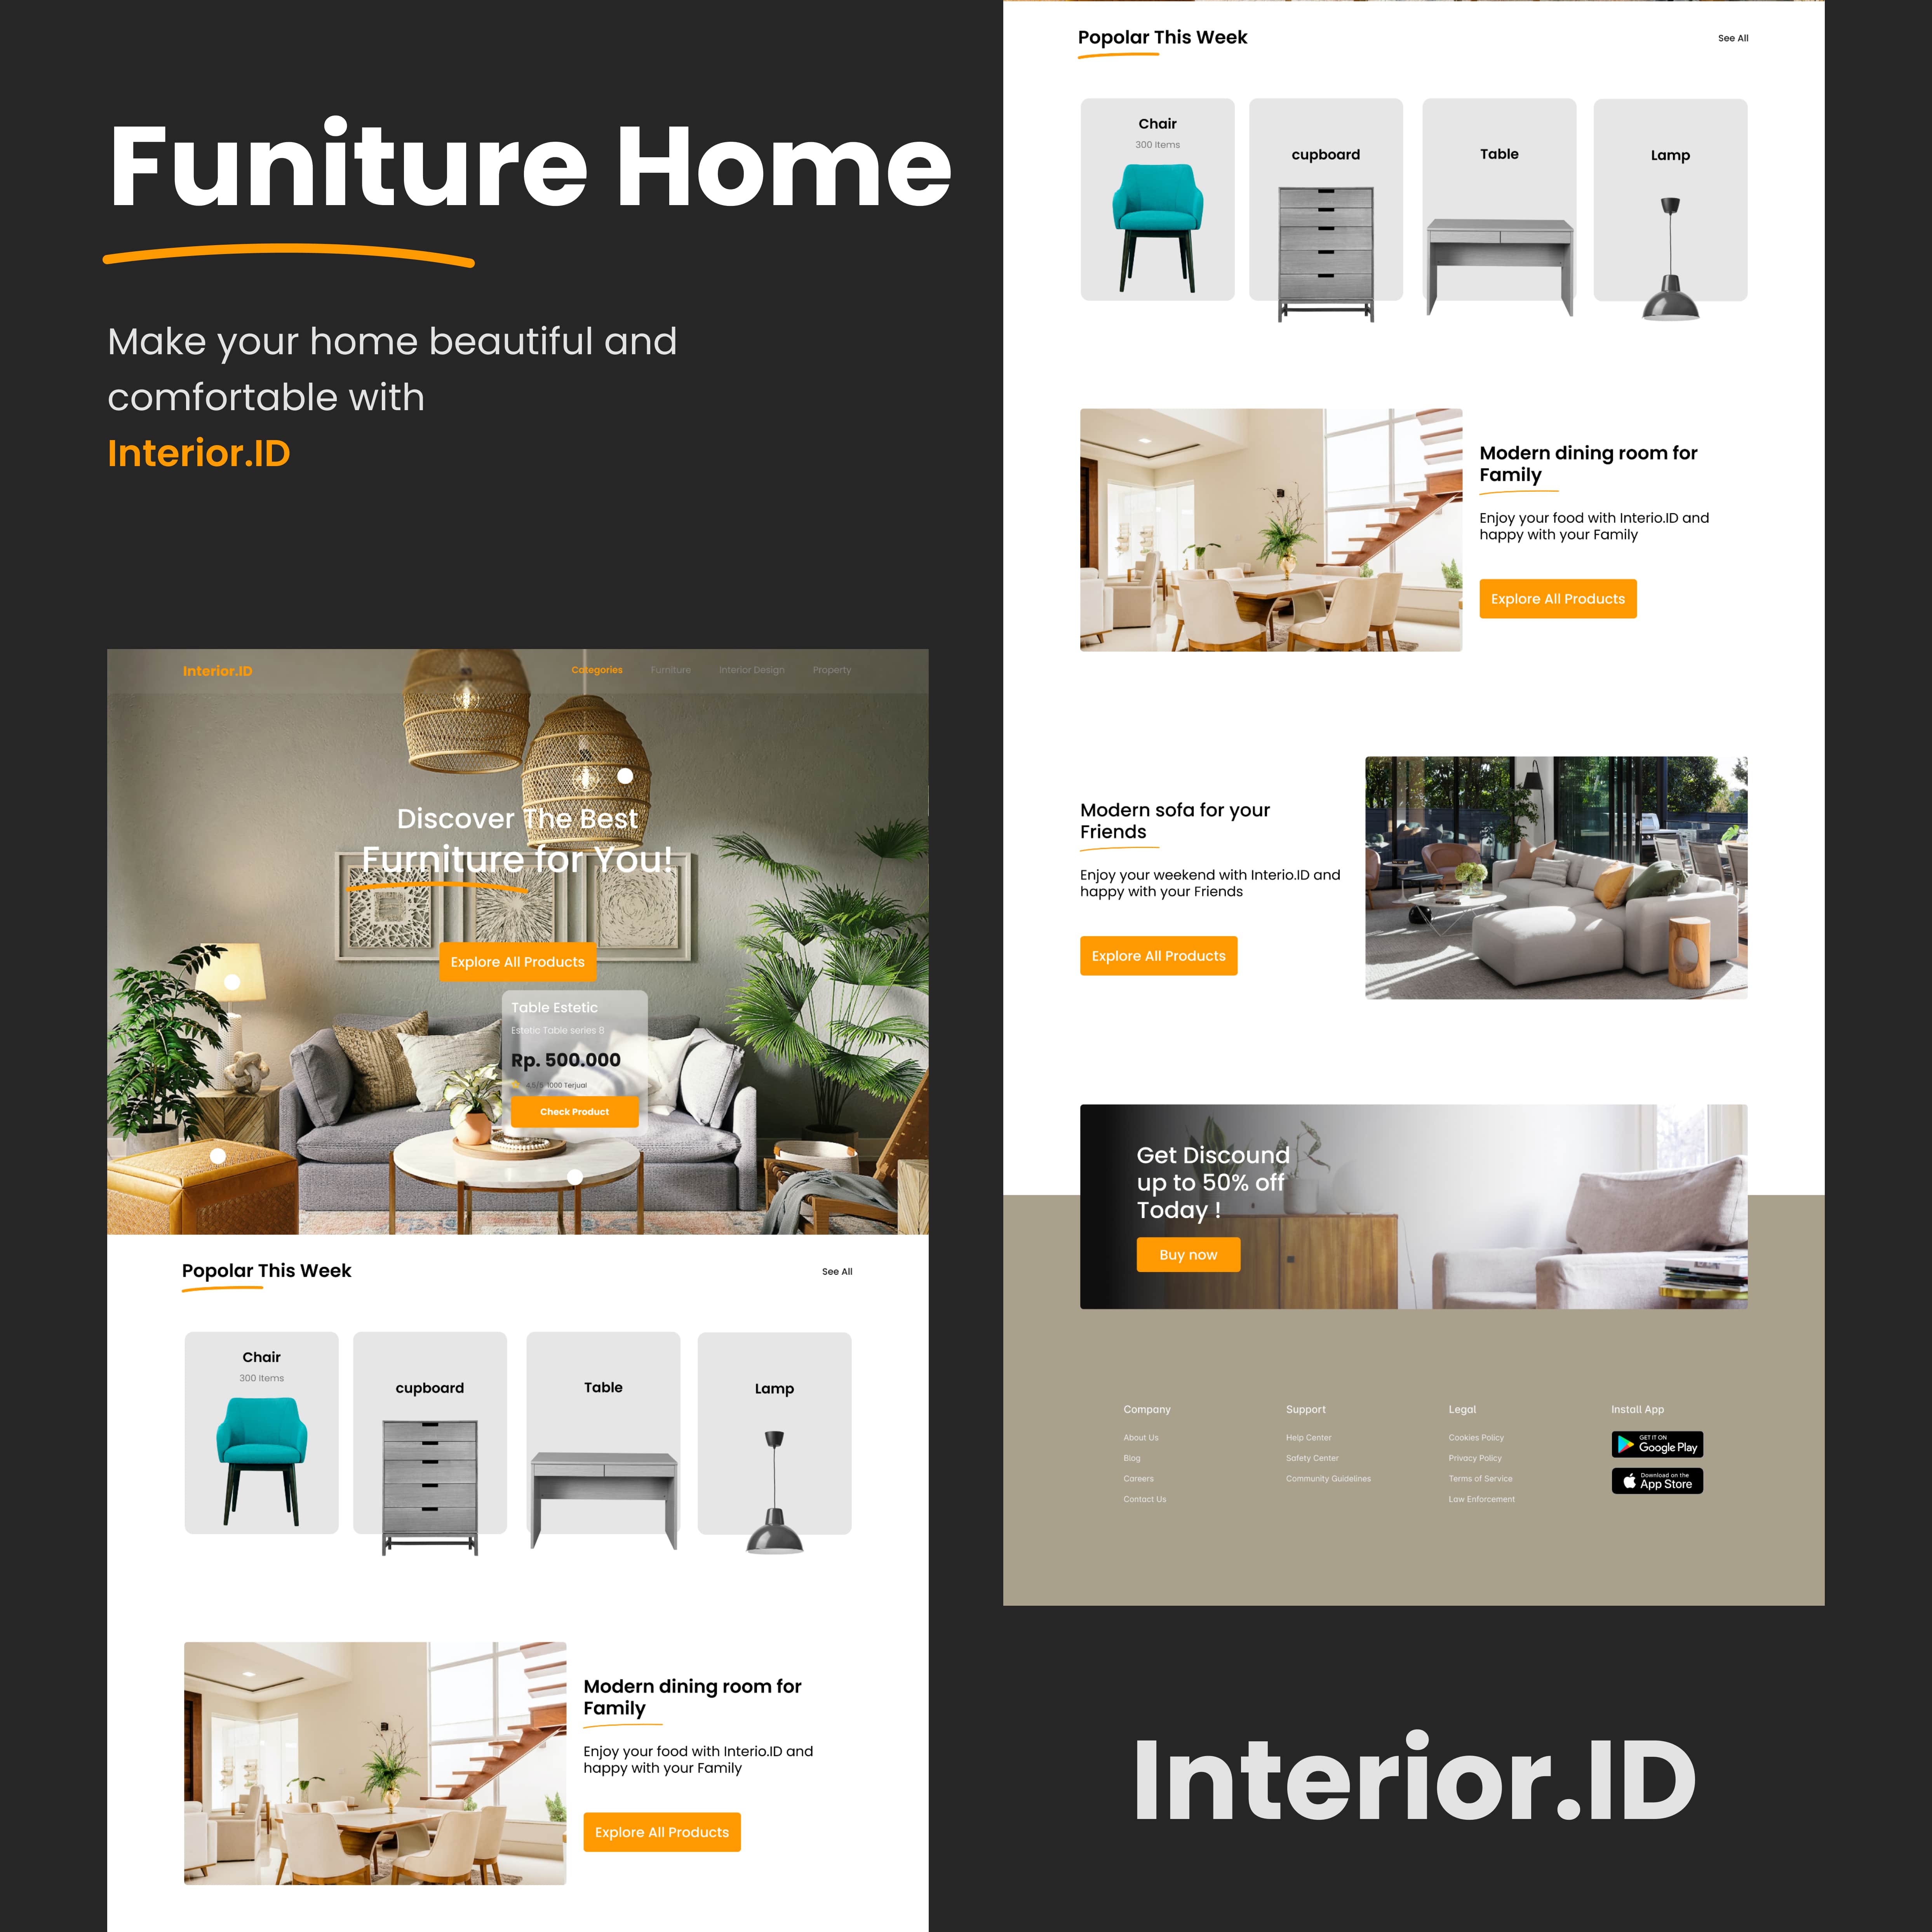 Funiture Home
Make your home beautiful and
comfortable with
Interior.ID
Interior.ID
Categories
Furniture
Interior Design
Property
Discover The Best
Furniture for You!
Explore All Products
Table Estetic
Estetic Table series 8
Rp. 500.000
4.5/5 1000 Terjual
Check Product
Popolar This Week
See All
Chair
300 Items
cupboard
Table
Lamp
Modern dining room for
Family
Enjoy your food with Interio.ID and
happy with your Family
Explore All Products
Popolar This Week
See All
Chair
300 Items
cupboard
Table
Lamp
Modern dining room for
Family
Enjoy your food with Interio.ID and
happy with your Family
Explore All Products
Modern sofa for your
Friends
Enjoy your weekend with Interio.ID and
happy with your Friends
Explore All Products
Get Discound
up to 50% off
Today !
Buy now
Company
About Us
Blog
Careers
Contact Us
Support
Help Center
Safety Center
Community Guidelines
Legal
Cookies Policy
Privacy Policy
Terms of Service
Law Enforcement
Install App
GET IT ON
Google Play
Download on the
App Store
Interior.ID